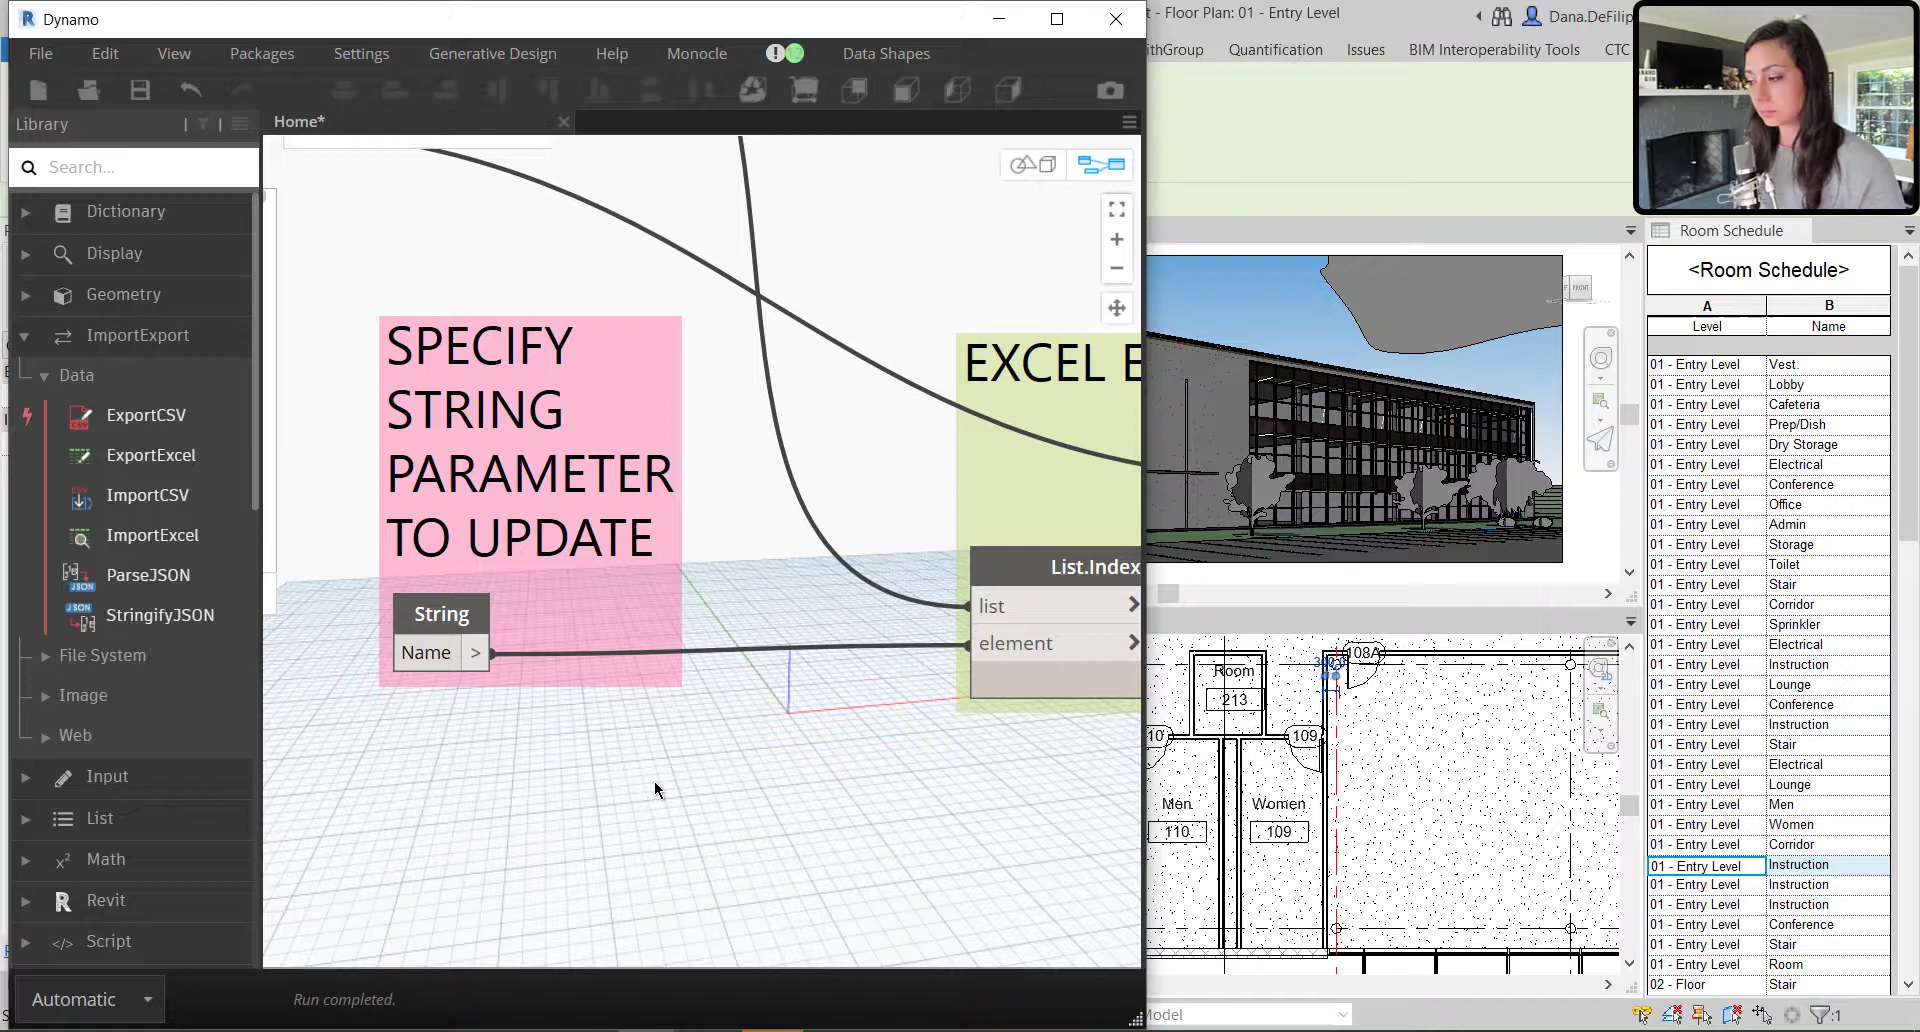 Dynamo
File Edit View Packages Settings Generative Design Help Monocle Data Shapes
Library
Home*
Search...
Dictionary
Display
Geometry
ImportExport
Data
ExportCSV
ExportExcel
ImportCSV
ImportExcel
ParseJSON
StringifyJSON
File System
Image
Web
Input
List
Math
Revit
Script
Automatic
Run completed.
SPECIFY
STRING
PARAMETER
TO UPDATE
String
Name >
EXCEL E
List.Index
list
element
- Floor Plan: 01 - Entry Level
Dana.DeFilip
ithGroup Quantification Issues BIM Interoperability Tools CTC
FRONT
Room
213
108A
10
109
Men
110
Women
109
Model
Room Schedule
<Room Schedule>
A B
Level Name
01 - Entry Level Vest.
01 - Entry Level Lobby
01 - Entry Level Cafeteria
01 - Entry Level Prep/Dish
01 - Entry Level Dry Storage
01 - Entry Level Electrical
01 - Entry Level Conference
01 - Entry Level Office
01 - Entry Level Admin
01 - Entry Level Storage
01 - Entry Level Toilet
01 - Entry Level Stair
01 - Entry Level Corridor
01 - Entry Level Sprinkler
01 - Entry Level Electrical
01 - Entry Level Instruction
01 - Entry Level Lounge
01 - Entry Level Conference
01 - Entry Level Instruction
01 - Entry Level Stair
01 - Entry Level Electrical
01 - Entry Level Lounge
01 - Entry Level Men
01 - Entry Level Women
01 - Entry Level Corridor
01 - Entry Level Instruction
01 - Entry Level Instruction
01 - Entry Level Instruction
01 - Entry Level Conference
01 - Entry Level Stair
01 - Entry Level Room
02 - Floor Stair
:1